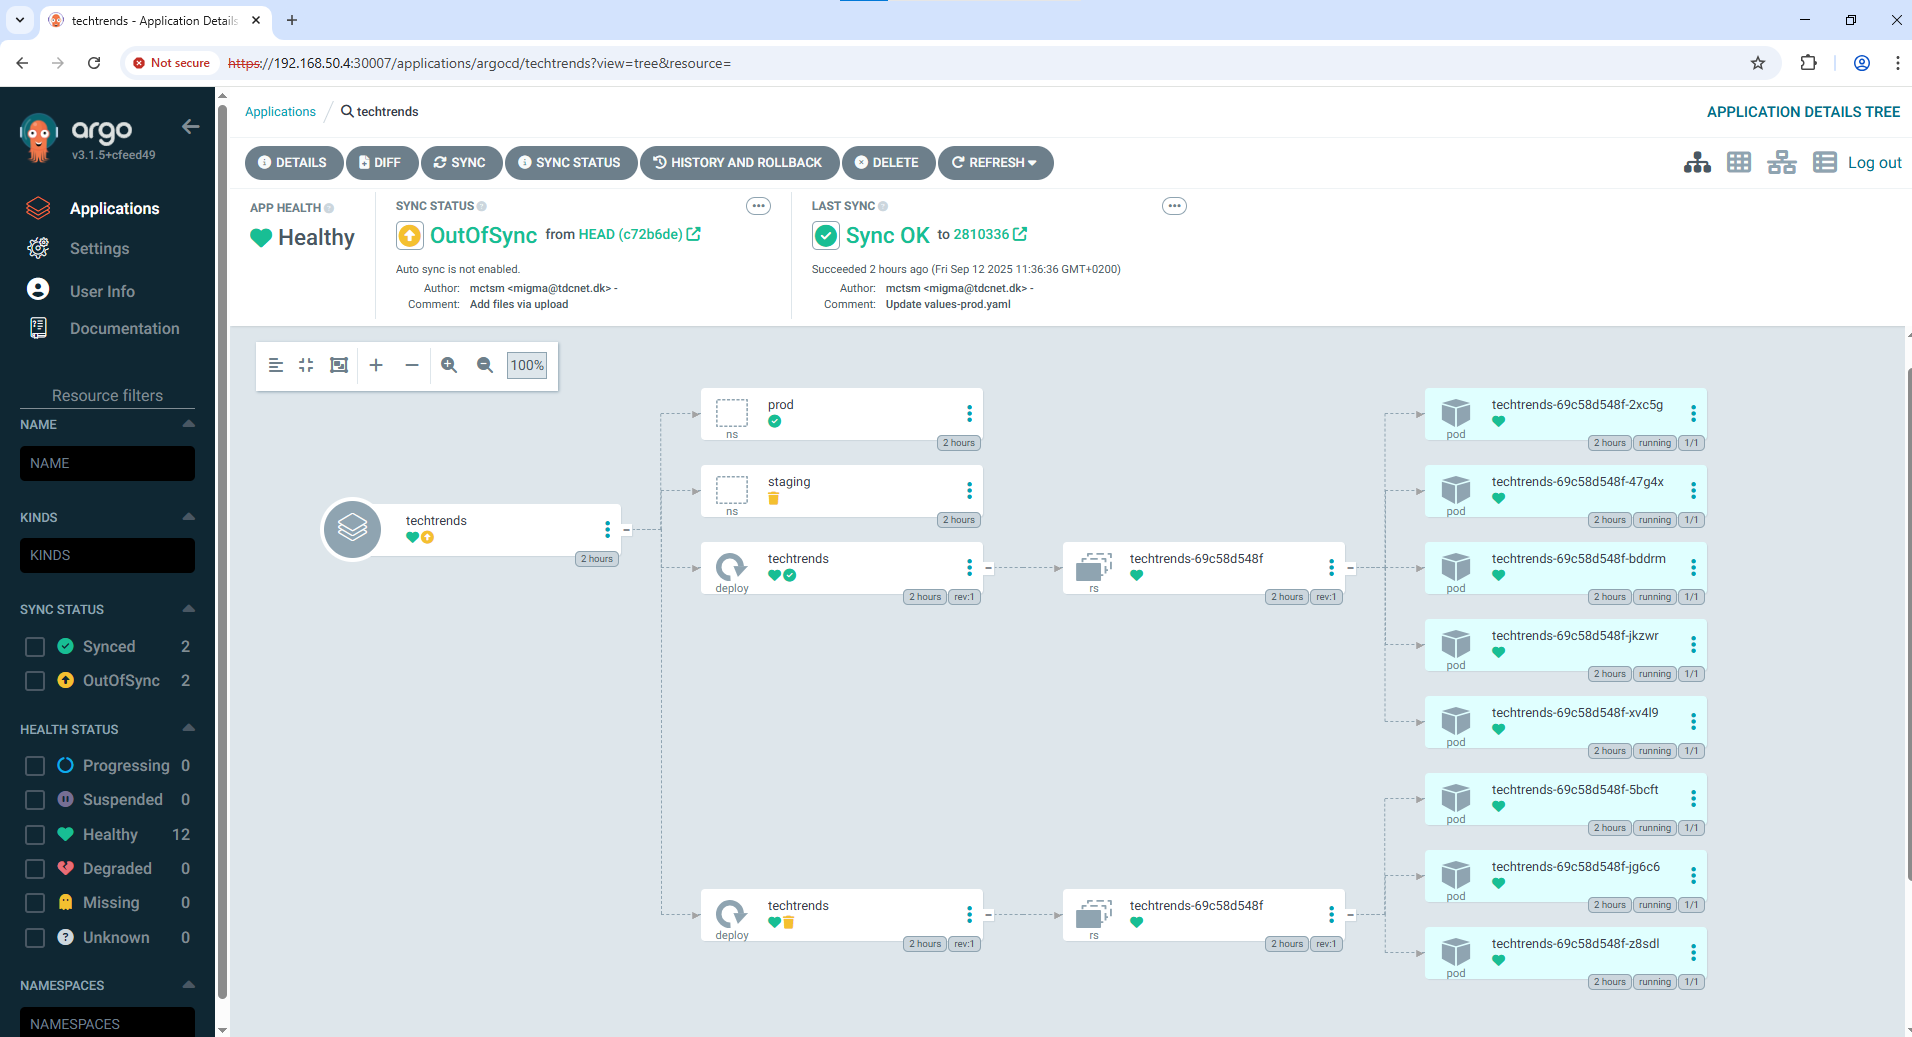 techtrends - Application Details
Not secure
https://192.168.50.4:30007/applications/argocd/techtrends?view=tree&resource=
argo
v3.1.5+cfeed49
Applications
Settings
User Info
Documentation
Resource filters
NAME
NAME
KINDS
KINDS
SYNC STATUS
Synced 2
OutOfSync 2
HEALTH STATUS
Progressing 0
Suspended 0
Healthy 12
Degraded 0
Missing 0
Unknown 0
NAMESPACES
NAMESPACES
Applications techtrends
APPLICATION DETAILS TREE
DETAILS DIFF SYNC SYNC STATUS HISTORY AND ROLLBACK DELETE REFRESH
Log out
APP HEALTH
Healthy
SYNC STATUS
OutOfSync from HEAD (c72b6de)
Auto sync is not enabled.
Author: mctsm <migma@tdcnet.dk> -
Comment: Add files via upload
LAST SYNC
Sync OK to 2810336
Succeeded 2 hours ago (Fri Sep 12 2025 11:36:36 GMT+0200)
Author: mctsm <migma@tdcnet.dk> -
Comment: Update values-prod.yaml
100%
techtrends
2 hours
prod
ns
2 hours
staging
ns
2 hours
techtrends
deploy
2 hours rev:1
techtrends-69c58d548f
rs
2 hours rev:1
techtrends-69c58d548f-2xc5g
pod
2 hours running 1/1
techtrends-69c58d548f-47g4x
pod
2 hours running 1/1
techtrends-69c58d548f-bddrm
pod
2 hours running 1/1
techtrends-69c58d548f-jkzwr
pod
2 hours running 1/1
techtrends-69c58d548f-xv4l9
pod
2 hours running 1/1
techtrends
deploy
2 hours rev:1
techtrends-69c58d548f
rs
2 hours rev:1
techtrends-69c58d548f-5bcft
pod
2 hours running 1/1
techtrends-69c58d548f-jg6c6
pod
2 hours running 1/1
techtrends-69c58d548f-z8sdl
pod
2 hours running 1/1